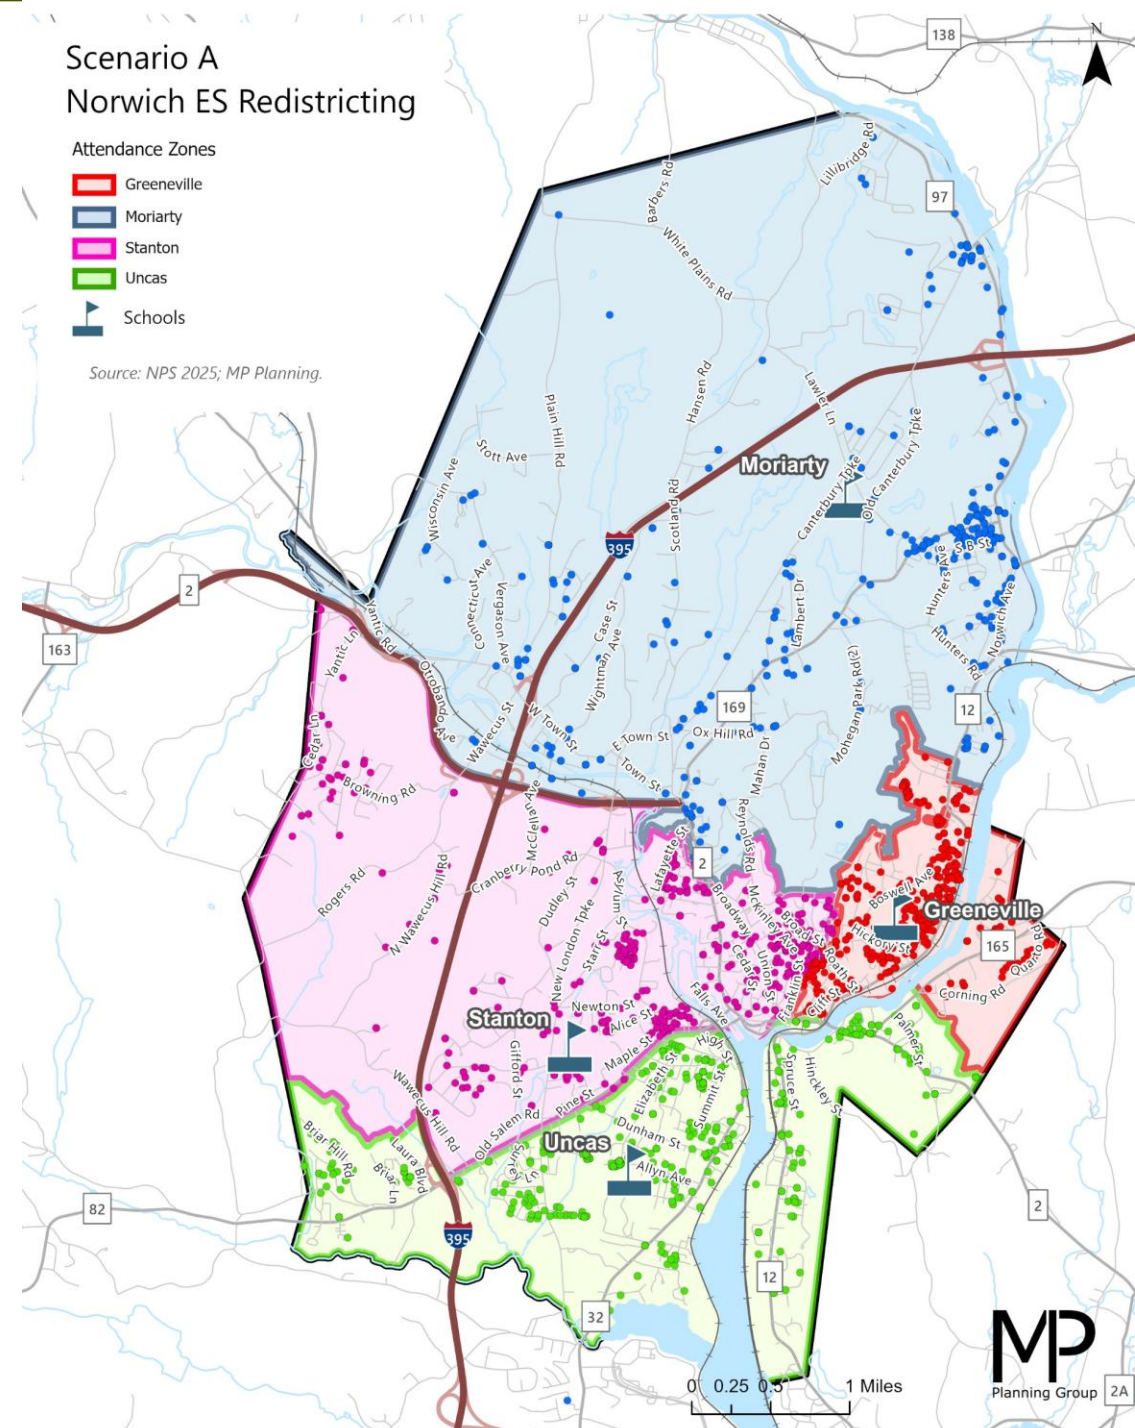 Scenario A
Norwich ES Redistricting
Attendance Zones
Greeneville
Moriarty
Stanton
Uncas
Schools
Source: NPS 2025; MP Planning.
138
N
Lillibridge Rd
97
Barbers Rd
White Plains Rd
Hansen Rd
Lawler Ln
Plain Hill Rd
Stott Ave
Wisconsin Ave
Moriarty
Canterbury Tpke
Old Canterbury Tpke
Scotland Rd
395
S B St
Hunters Ave
Norwich Ave
Hunters Rd
Connecticut Ave
Vergason Ave
Case St
Wightman Ave
Lambert Dr
Mohegan Park Rd(2)
2
163
Yantic Rd
Yantic Ln
Otrobando Ave
Wawecus St
W Town St
E Town St
Town St
169
Ox Hill Rd
Mahan Dr
12
Cedar Ln
Browning Rd
McClellan Ave
Reynolds Rd
Lafayette St
2
Rogers Rd
N Wawecus Hill Rd
Cranberry Pond Rd
Dudley St
Asylum St
New London Tpke
Starr St
Broadway
McKinley Ave
Broad St
Cedar St
Union St
Franklin St
Roath St
Cliff St
Boswell Ave
Greeneville
Hickory St
165
Quarto Rd
Corning Rd
Newton St
Falls Ave
Stanton
Alice St
Maple St
Gifford St
High St
Palmer St
Elizabeth St
Summit St
Spruce St
Hinckley St
Pine St
Wawecus Hill Rd
Old Salem Rd
Dunham St
Uncas
Briar Hill Rd
Laura Blvd
Briar Ln
Surrey Ln
Allyn Ave
82
395
2
12
32
MP
Planning Group
0 0.25 0.5 1 Miles
2A